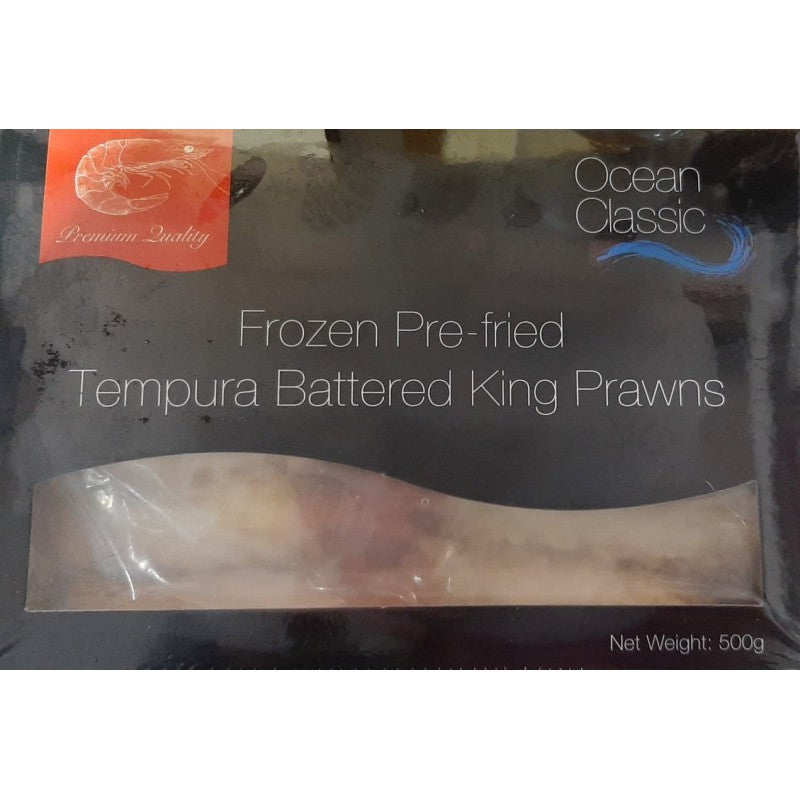 Premium Quality
Ocean
Classic
Frozen Pre-fried
Tempura Battered King Prawns
Net Weight: 500g